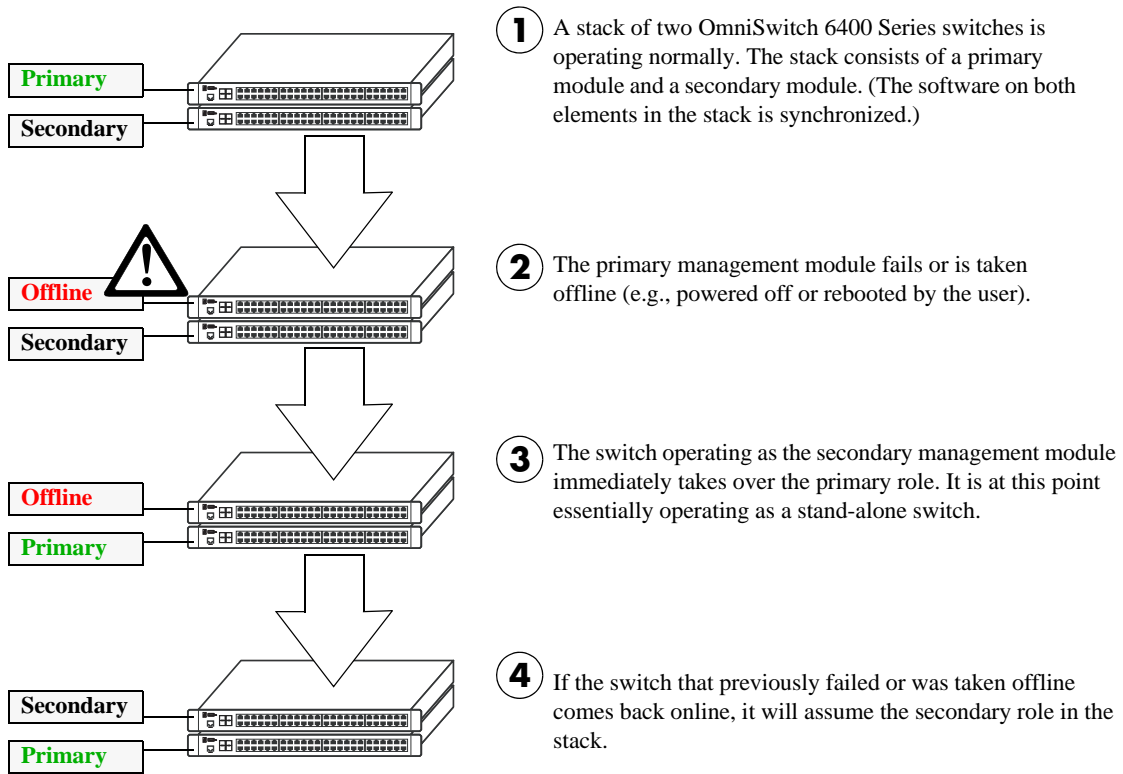 Primary
Secondary
1
A stack of two OmniSwitch 6400 Series switches is
operating normally. The stack consists of a primary
module and a secondary module. (The software on both
elements in the stack is synchronized.)
Offline
Secondary
2
The primary management module fails or is taken
offline (e.g., powered off or rebooted by the user).
Offline
Primary
3
The switch operating as the secondary management module
immediately takes over the primary role. It is at this point
essentially operating as a stand-alone switch.
Secondary
Primary
4
If the switch that previously failed or was taken offline
comes back online, it will assume the secondary role in the
stack.